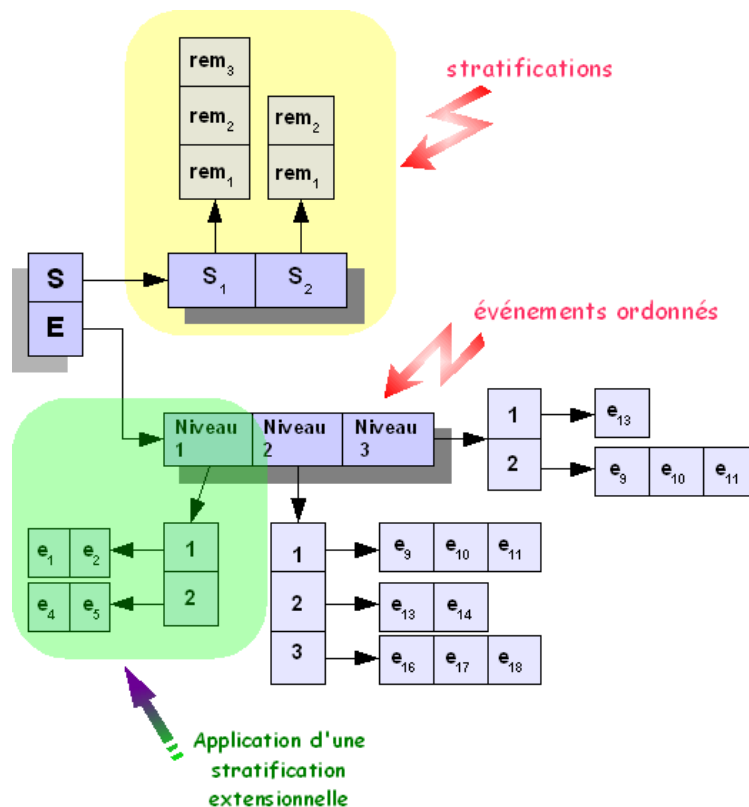 rem3
rem2
rem1
rem2
rem1
stratifications
S
E
S1 S2
événements ordonnés
Niveau 1 Niveau 2 Niveau 3
1 e13
2 e9 e10 e11
e1 e2 1
e4 e5 2
1 e9 e10 e11
2 e13 e14
3 e16 e17 e18
Application d'une
stratification
extensionnelle